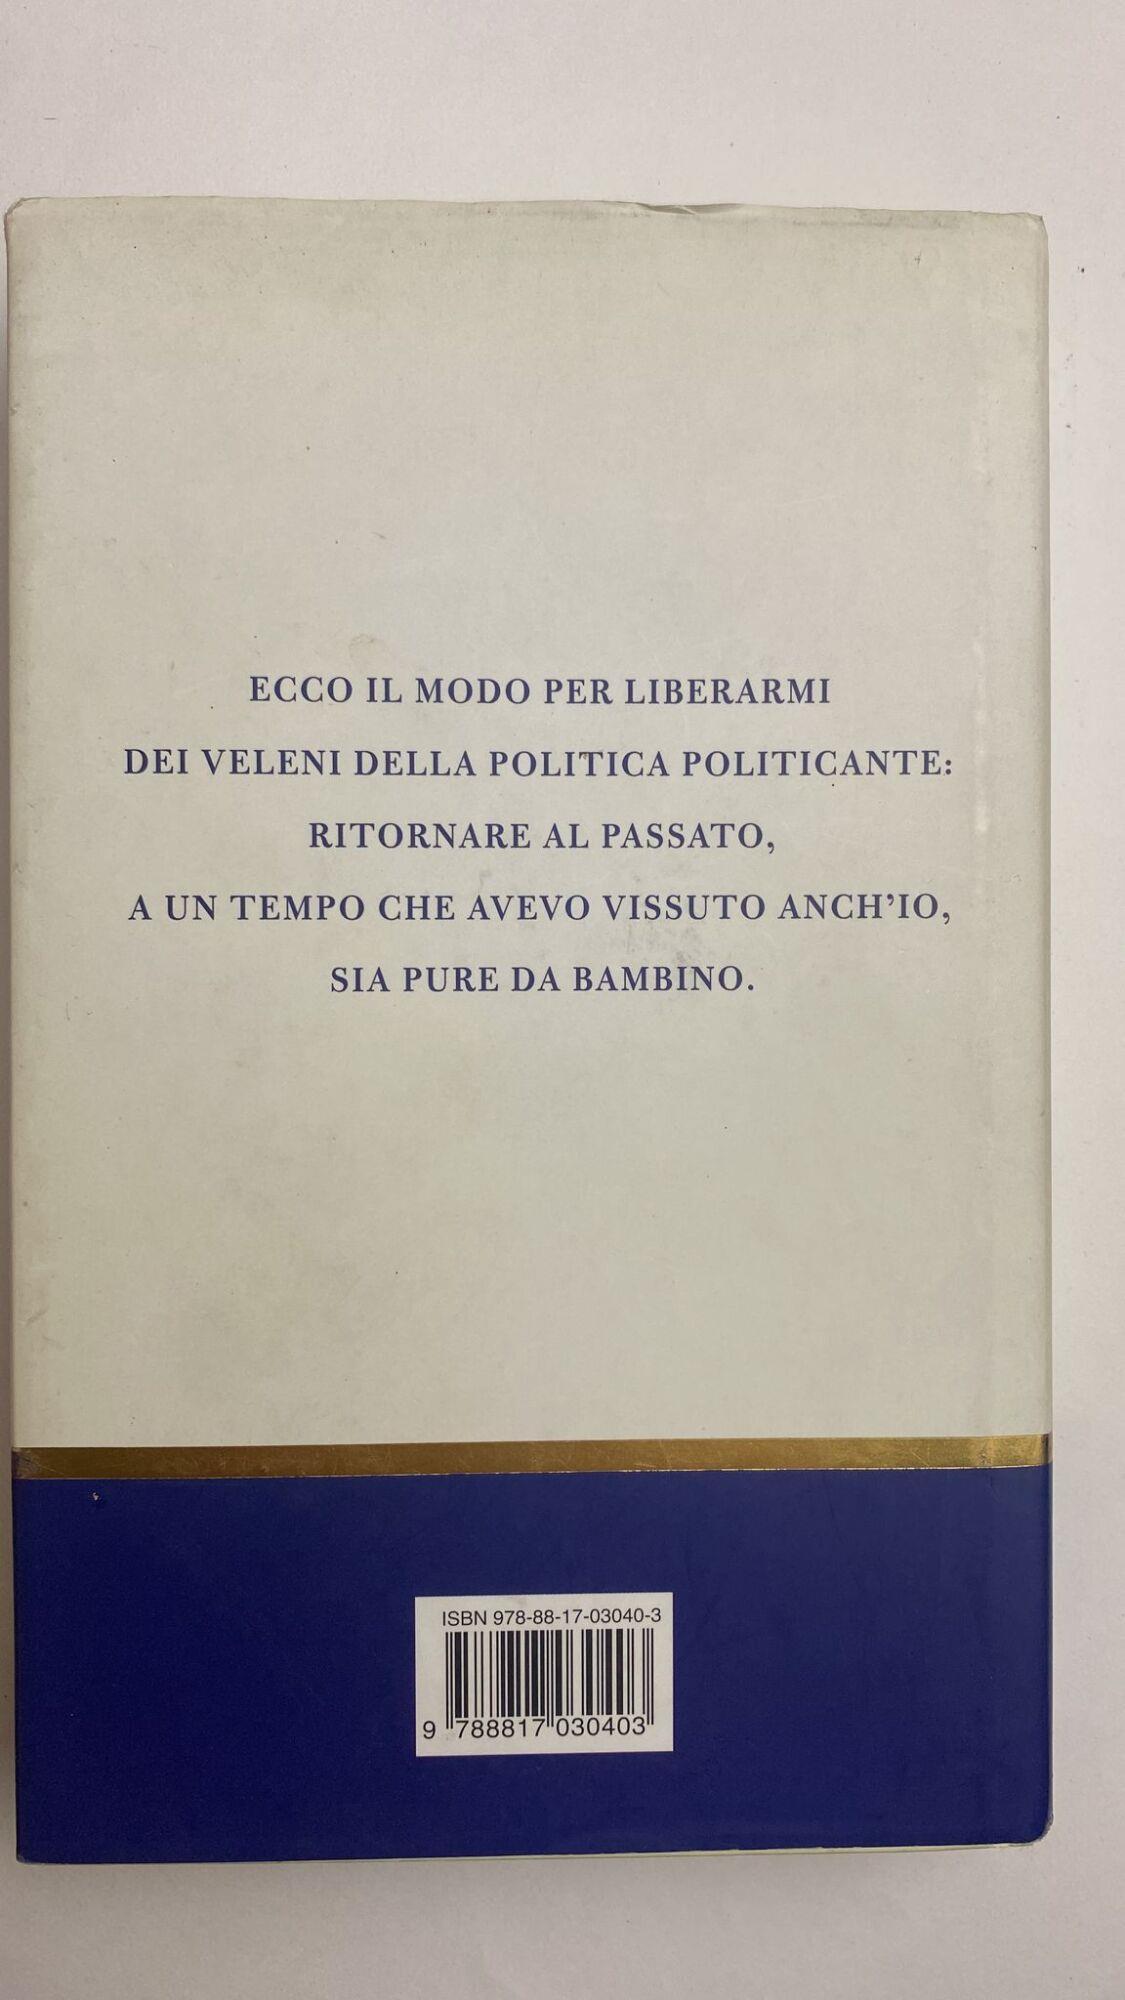 ECCO IL MODO PER LIBERARMI
DEI VELENI DELLA POLITICA POLITICANTE:
RITORNARE AL PASSATO,
A UN TEMPO CHE AVEVO VISSUTO ANCH’IO,
SIA PURE DA BAMBINO.
ISBN 978-88-17-03040-3
9 788817 030403